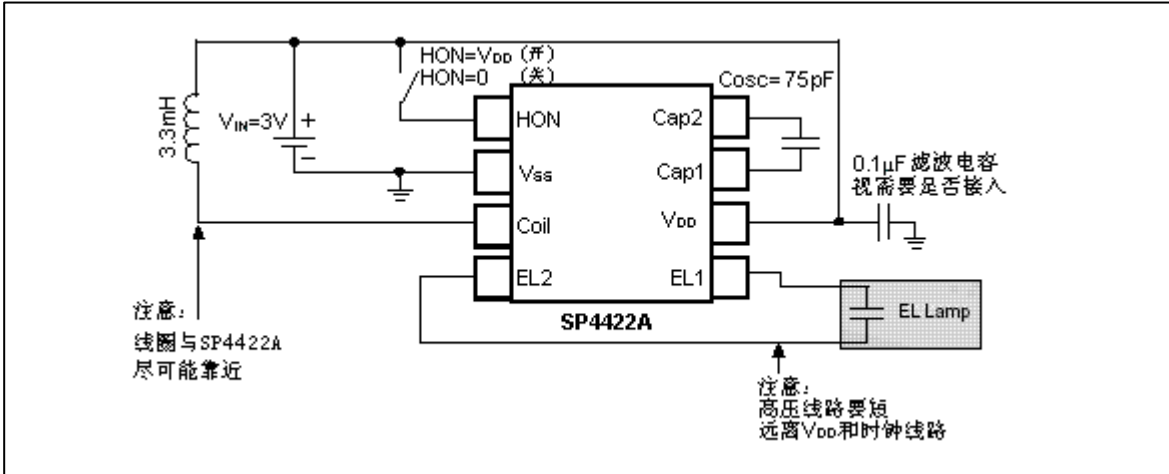 HON=VDD (开)
HON=0 (关)
Cosc=75pF
3.3mH
VIN=3V
+
−
HON
Cap2
Vss
Cap1
0.1μF 滤波电容
视需要是否接入
Coil
VDD
EL2
EL1
SP4422A
EL Lamp
注意:
线圈与SP4422A
尽可能靠近
注意:
高压线路要短
远离VDD和时钟线路